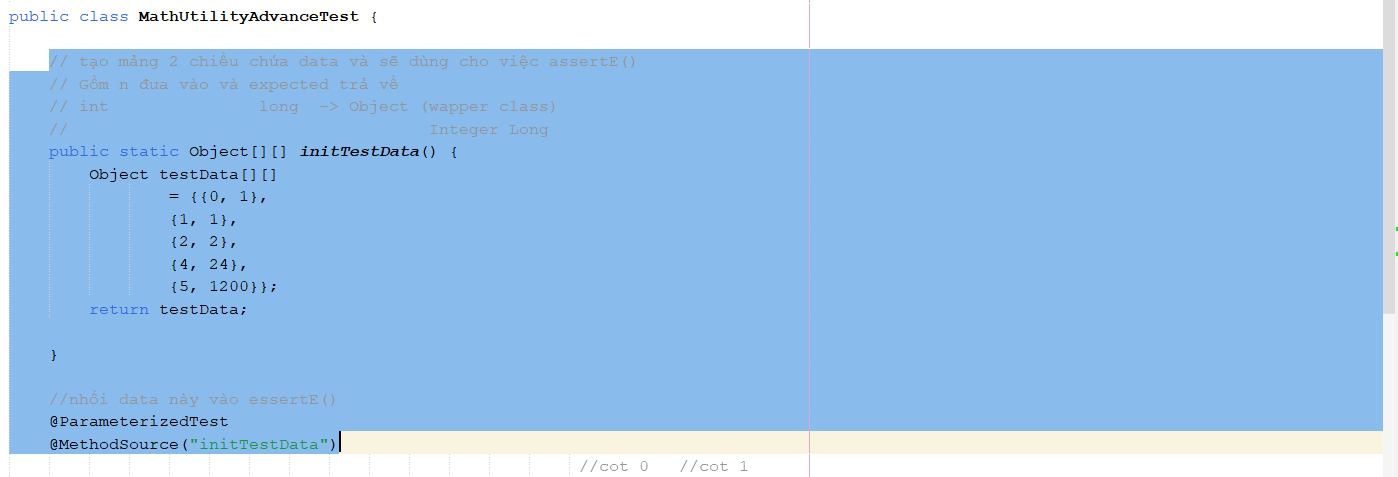 public class MathUtilityAdvanceTest {
// tạo mảng 2 chiều chúa data và sẽ dùng cho việc assertE()
// Gồm n đưa vào và expected trả về
// int long -> Object (wapper class)
// Integer Long
public static Object[][] initTestData() {
Object testData[][]
= {{0, 1},
{1, 1},
{2, 2},
{4, 24},
{5, 1200}};
return testData;
}
//nhồi data này vào essertE()
@ParameterizedTest
@MethodSource("initTestData")
//cot 0 //cot 1